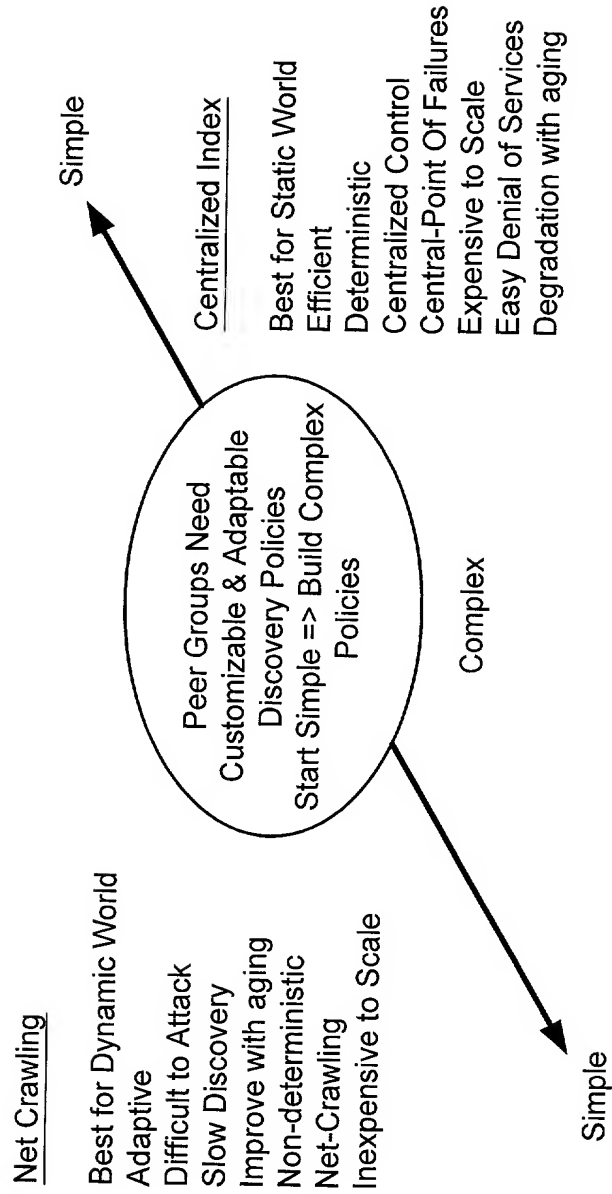 Net Crawling
Best for Dynamic World
Adaptive
Difficult to Attack
Slow Discovery
Improve with aging
Non-deterministic
Net-Crawling
Inexpensive to Scale
Simple
Peer Groups Need
Customizable & Adaptable
Discovery Policies
Start Simple => Build Complex
Policies
Complex
Simple
Centralized Index
Best for Static World
Efficient
Deterministic
Centralized Control
Central-Point Of Failures
Expensive to Scale
Easy Denial of Services
Degradation with aging